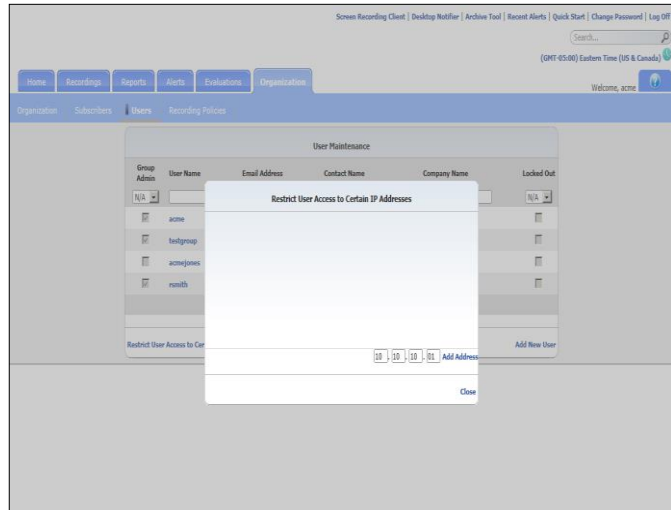 Screen Recording Client | Desktop Notifier | Archive Tool | Recent Alerts | Quick Start | Change Password | Log Off
Search...
(GMT-05:00) Eastern Time (US & Canada)
Home Recordings Reports Alerts Evaluations Organization
Welcome, acme
Organization Subscribers Users Recording Policies
User Maintenance
Group Admin User Name Email Address Contact Name Company Name Locked Out
N/A N/A
Restrict User Access to Certain IP Addresses
acme
testgroup
acmejones
rsmith
Restrict User Access to Cer Add New User
10 . 10 . 10 . 01 Add Address
Close